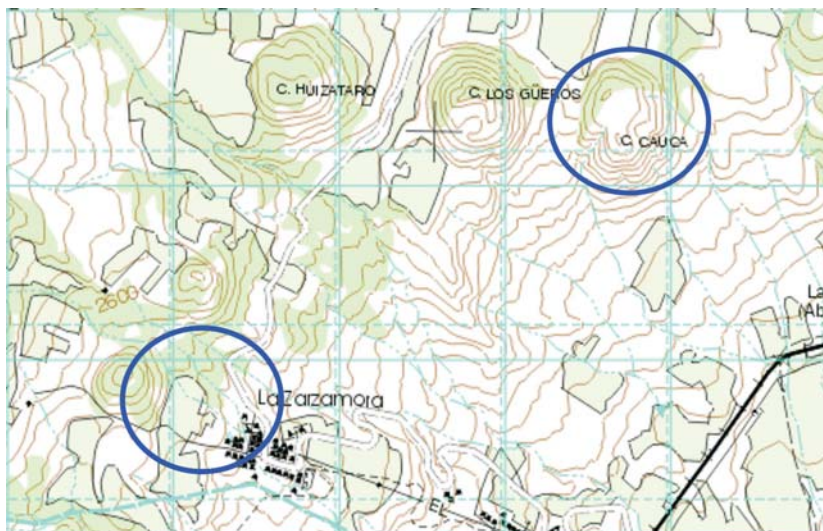 C. HUIZATARO
C. LOS GÜEROS
C. CAUCA
2600
La
(Ab
La Zarzamora
EL